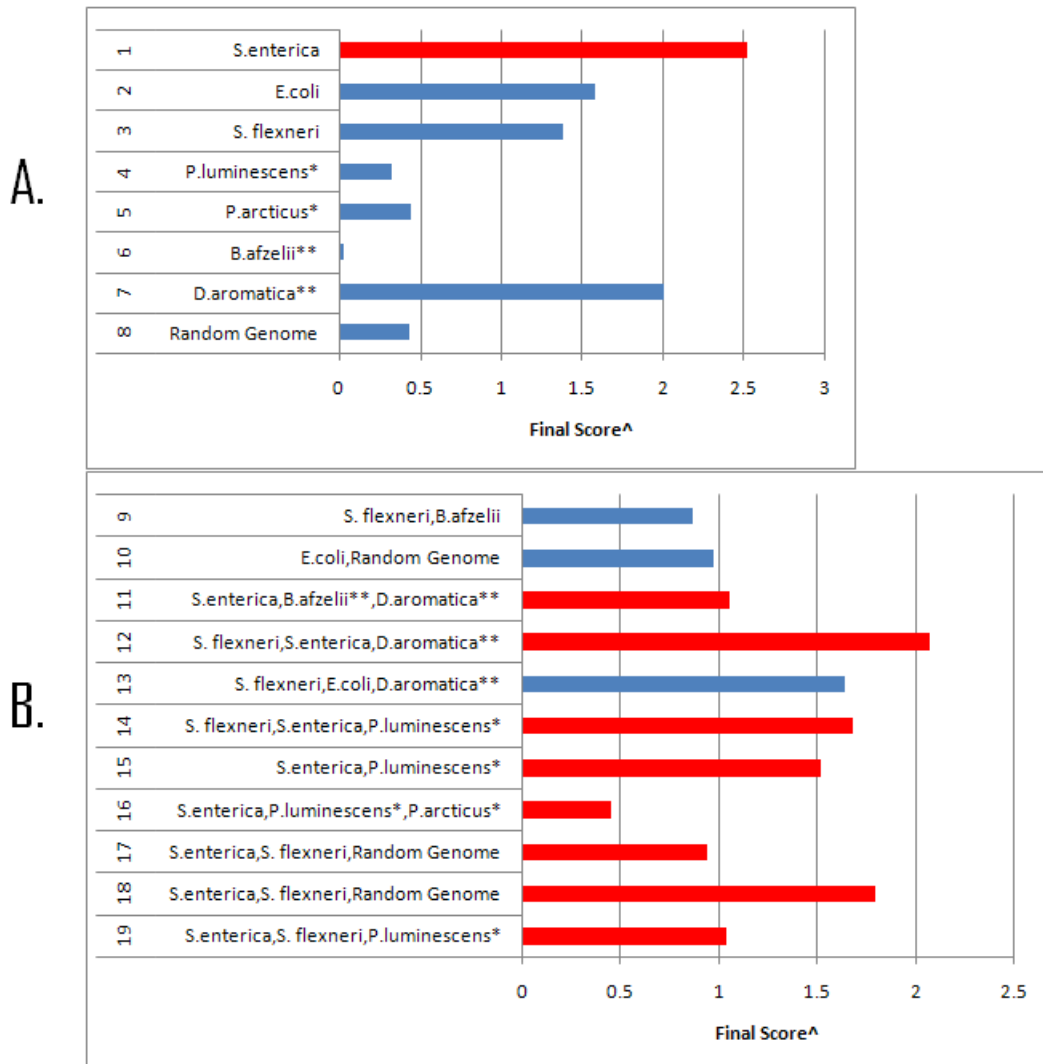 A.
1 S.enterica
2 E.coli
3 S. flexneri
4 P.luminescens*
5 P.arcticus*
6 B.afzelii**
7 D.aromatica**
8 Random Genome
0 0.5 1 1.5 2 2.5 3
Final Score^
B.
9 S. flexneri,B.afzelii
10 E.coli,Random Genome
11 S.enterica,B.afzelii**,D.aromatica**
12 S. flexneri,S.enterica,D.aromatica**
13 S. flexneri,E.coli,D.aromatica**
14 S. flexneri,S.enterica,P.luminescens*
15 S.enterica,P.luminescens*
16 S.enterica,P.luminescens*,P.arcticus*
17 S.enterica,S. flexneri,Random Genome
18 S.enterica,S. flexneri,Random Genome
19 S.enterica,S. flexneri,P.luminescens*
0 0.5 1 1.5 2 2.5
Final Score^